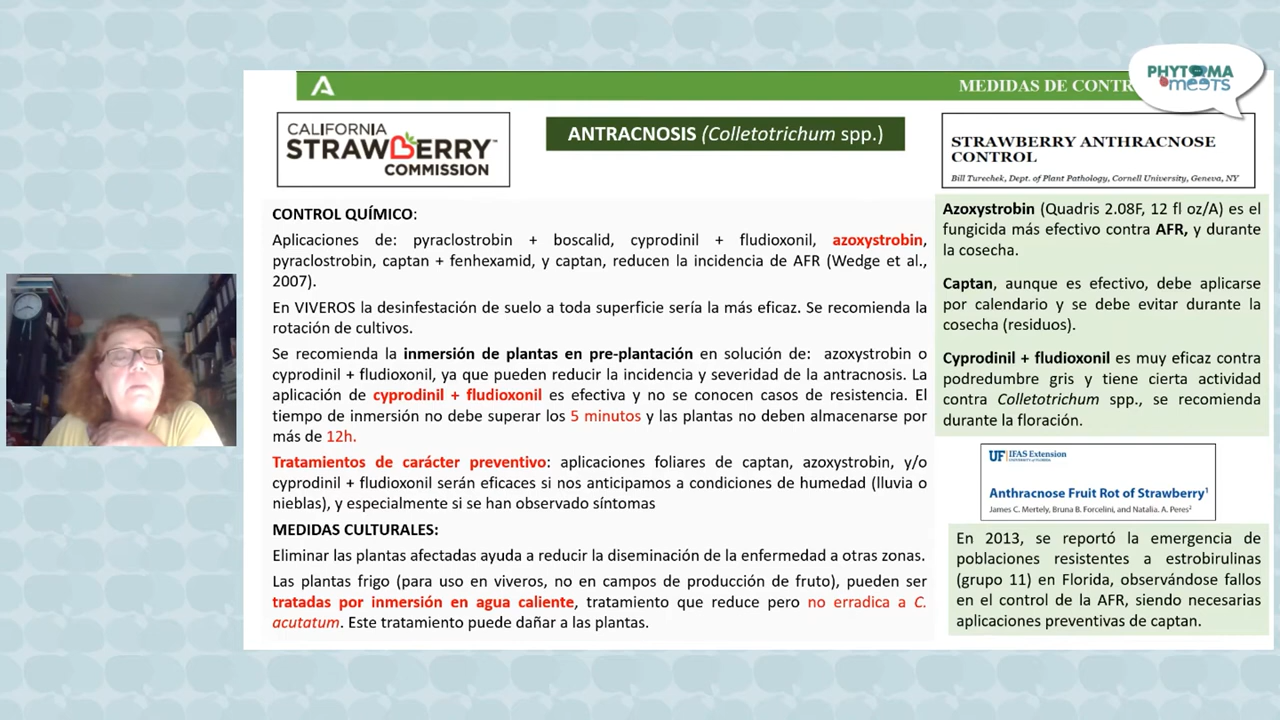 PHYTOMA
meets
MEDIDAS DE CONTR
CALIFORNIA
STRAWBERRY™
COMMISSION
ANTRACNOSIS (Colletotrichum spp.)
STRAWBERRY ANTHRACNOSE
CONTROL
Bill Turechek, Dept. of Plant Pathology, Cornell University, Geneva, NY
CONTROL QUÍMICO:
Aplicaciones de: pyraclostrobin + boscalid, cyprodinil + fludioxonil, azoxystrobin,
pyraclostrobin, captan + fenhexamid, y captan, reducen la incidencia de AFR (Wedge et al.,
2007).
En VIVEROS la desinfestación de suelo a toda superficie sería la más eficaz. Se recomienda la
rotación de cultivos.
Se recomienda la inmersión de plantas en pre-plantación en solución de: azoxystrobin o
cyprodinil + fludioxonil, ya que pueden reducir la incidencia y severidad de la antracnosis. La
aplicación de cyprodinil + fludioxonil es efectiva y no se conocen casos de resistencia. El
tiempo de inmersión no debe superar los 5 minutos y las plantas no deben almacenarse por
más de 12h.
Tratamientos de carácter preventivo: aplicaciones foliares de captan, azoxystrobin, y/o
cyprodinil + fludioxonil serán eficaces si nos anticipamos a condiciones de humedad (lluvia o
nieblas), y especialmente si se han observado síntomas
MEDIDAS CULTURALES:
Eliminar las plantas afectadas ayuda a reducir la diseminación de la enfermedad a otras zonas.
Las plantas frigo (para uso en viveros, no en campos de producción de fruto), pueden ser
tratadas por inmersión en agua caliente, tratamiento que reduce pero no erradica a C.
acutatum. Este tratamiento puede dañar a las plantas.
Azoxystrobin (Quadris 2.08F, 12 fl oz/A) es el
fungicida más efectivo contra AFR, y durante
la cosecha.
Captan, aunque es efectivo, debe aplicarse
por calendario y se debe evitar durante la
cosecha (residuos).
Cyprodinil + fludioxonil es muy eficaz contra
podredumbre gris y tiene cierta actividad
contra Colletotrichum spp., se recomienda
durante la floración.
UF IFAS Extension
UNIVERSITY of FLORIDA
Anthracnose Fruit Rot of Strawberry¹
James C. Mertely, Bruna B. Forcelini, and Natalia. A. Peres²
En 2013, se reportó la emergencia de
poblaciones resistentes a estrobirulinas
(grupo 11) en Florida, observándose fallos
en el control de la AFR, siendo necesarias
aplicaciones preventivas de captan.